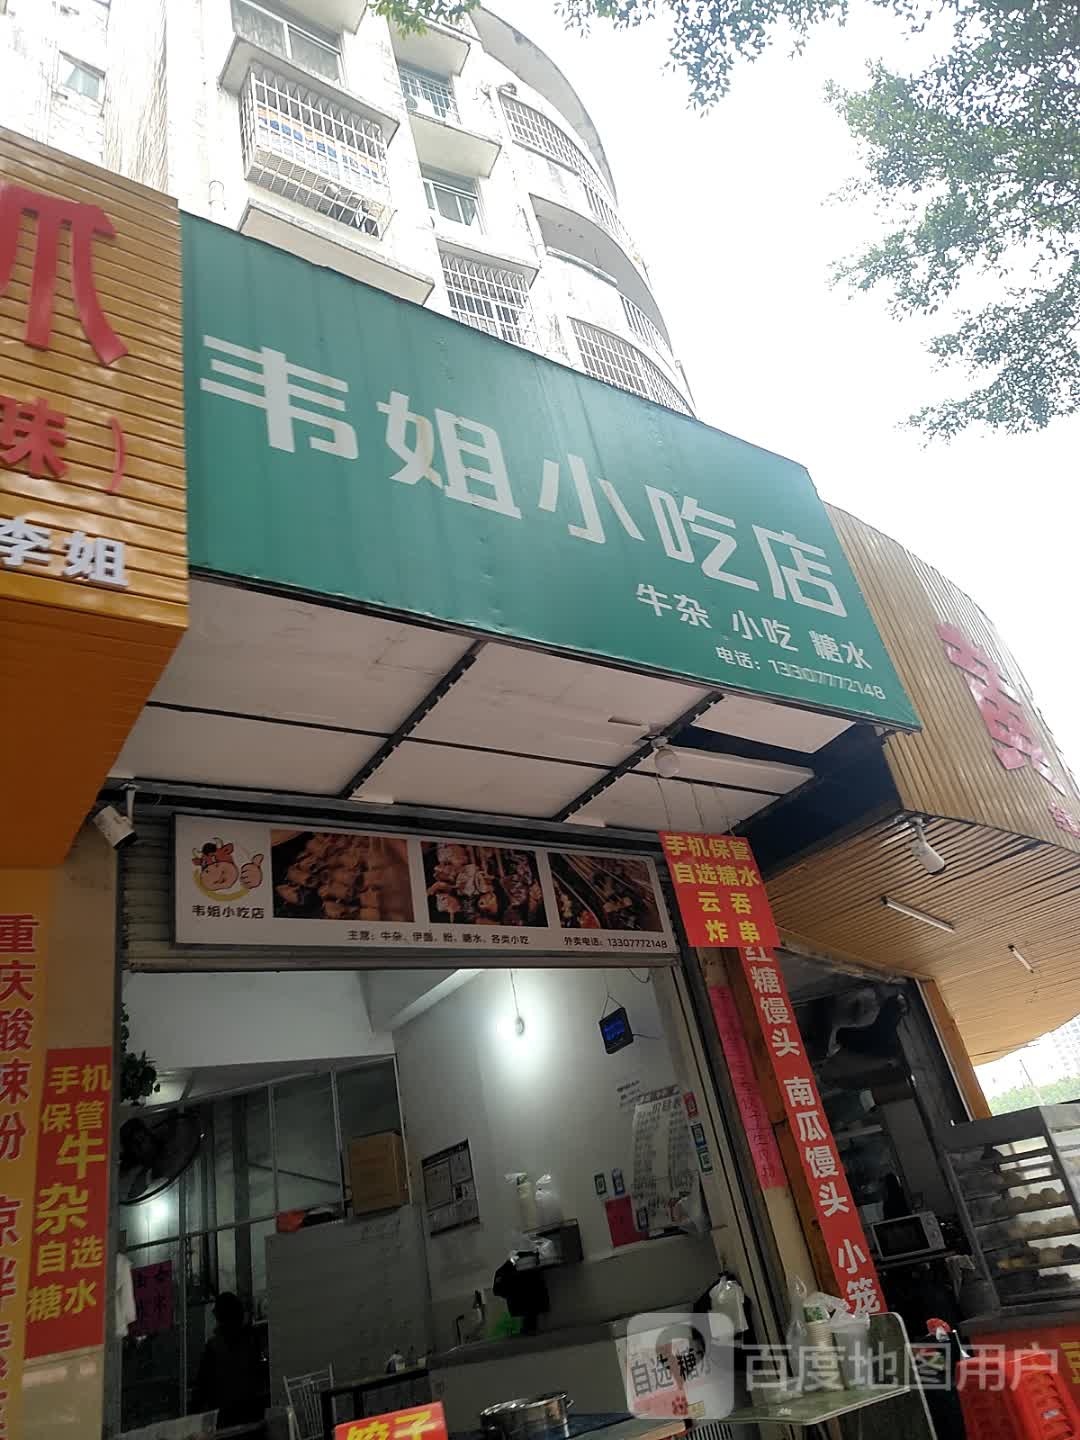 韦姐小吃店
牛杂 小吃 糖水
电话：13307772148
爪
味）
李姐
韦姐小吃店
主营：牛杂、伊面、粉、糖水、各类小吃
外卖电话：13307772148
手机保管
自选糖水
云吞
炸串
红糖馒头 南瓜馒头 小笼
重庆酸辣粉 凉拌
手机
保管
牛
杂
自选
糖水
自选糖水
饺子
百度地图用户